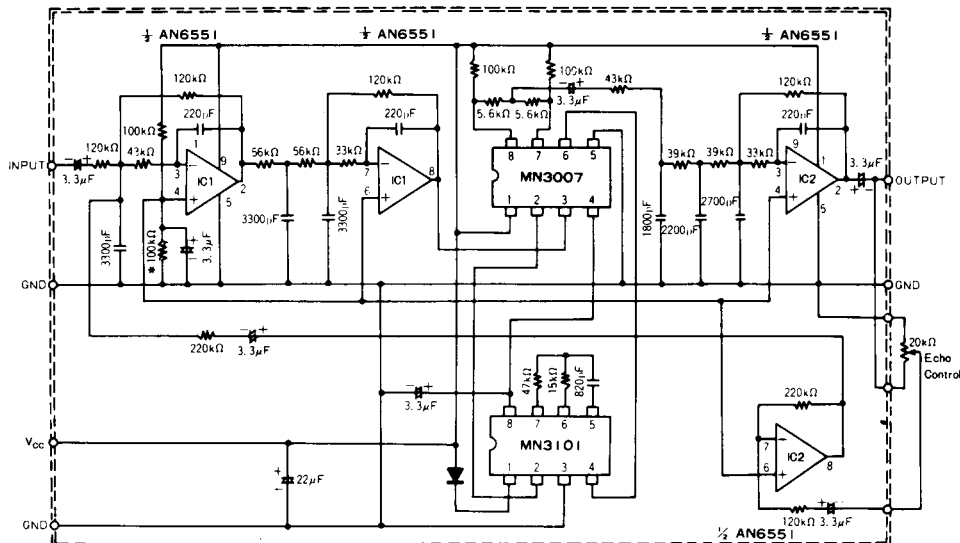 ½ AN6551
½ AN6551
½ AN6551
120kΩ
220pF
100kΩ
INPUT
3.3μF
120kΩ
43kΩ
1
3
4
9
5
2
IC1
3300pF
*100kΩ
3.3μF
56kΩ
56kΩ
33kΩ
3300pF
3300pF
120kΩ
220pF
7
6
8
IC1
100kΩ
100kΩ
5.6kΩ
5.6kΩ
3.3μF
43kΩ
8 7 6 5
MN3007
1 2 3 4
39kΩ
39kΩ
33kΩ
1800pF
2200pF
2700pF
120kΩ
220pF
9
3
4
1
5
2
IC2
3.3μF
OUTPUT
GND
GND
220kΩ
3.3μF
3.3μF
47kΩ
15kΩ
820pF
8 7 6 5
MN3101
1 2 3 4
20kΩ
Echo
Control
220kΩ
7
6
8
IC2
120kΩ
3.3μF
VCC
22μF
GND
½ AN6551